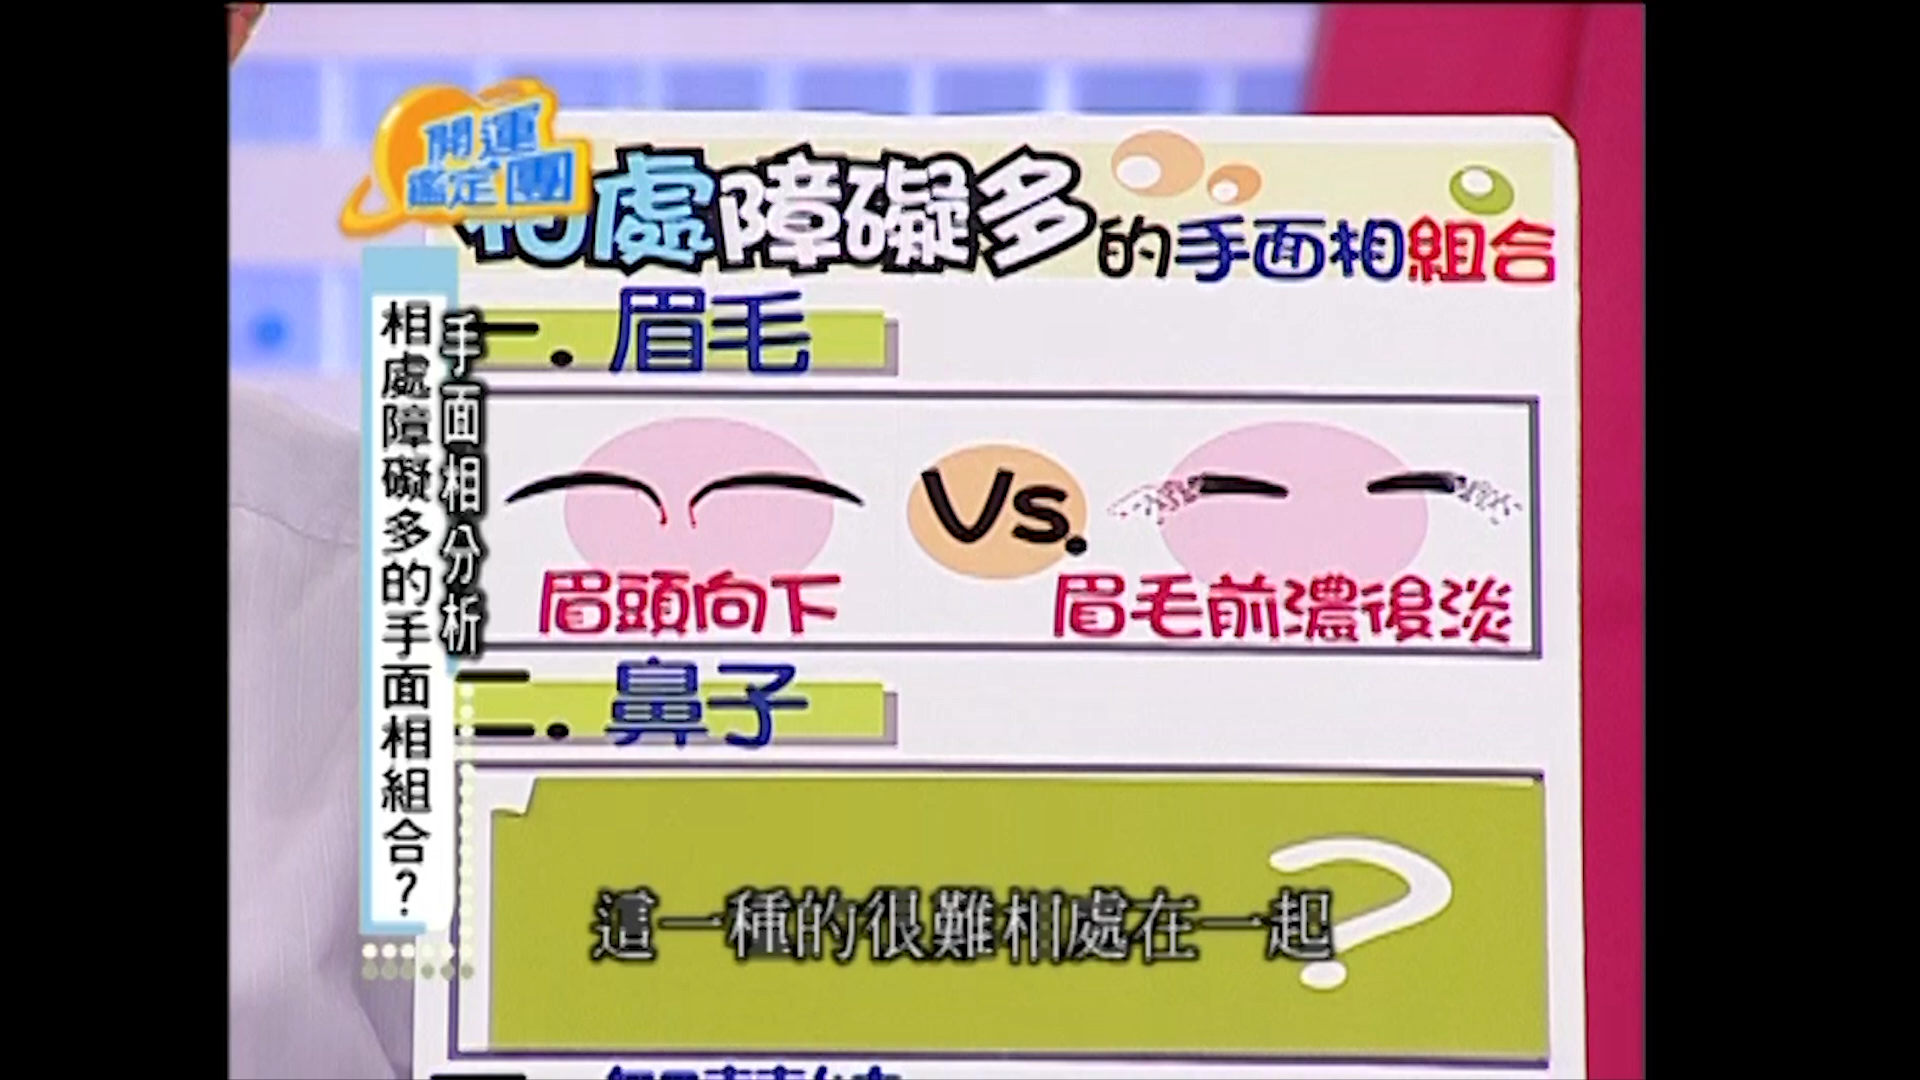 開運
鑑定團
相處障礙多的手面相組合
手面相分析
相處障礙多的手面相組合?
一.眉毛
Vs.
眉頭向下
眉毛前濃後淡
二.鼻子
?
這一種的很難相處在一起